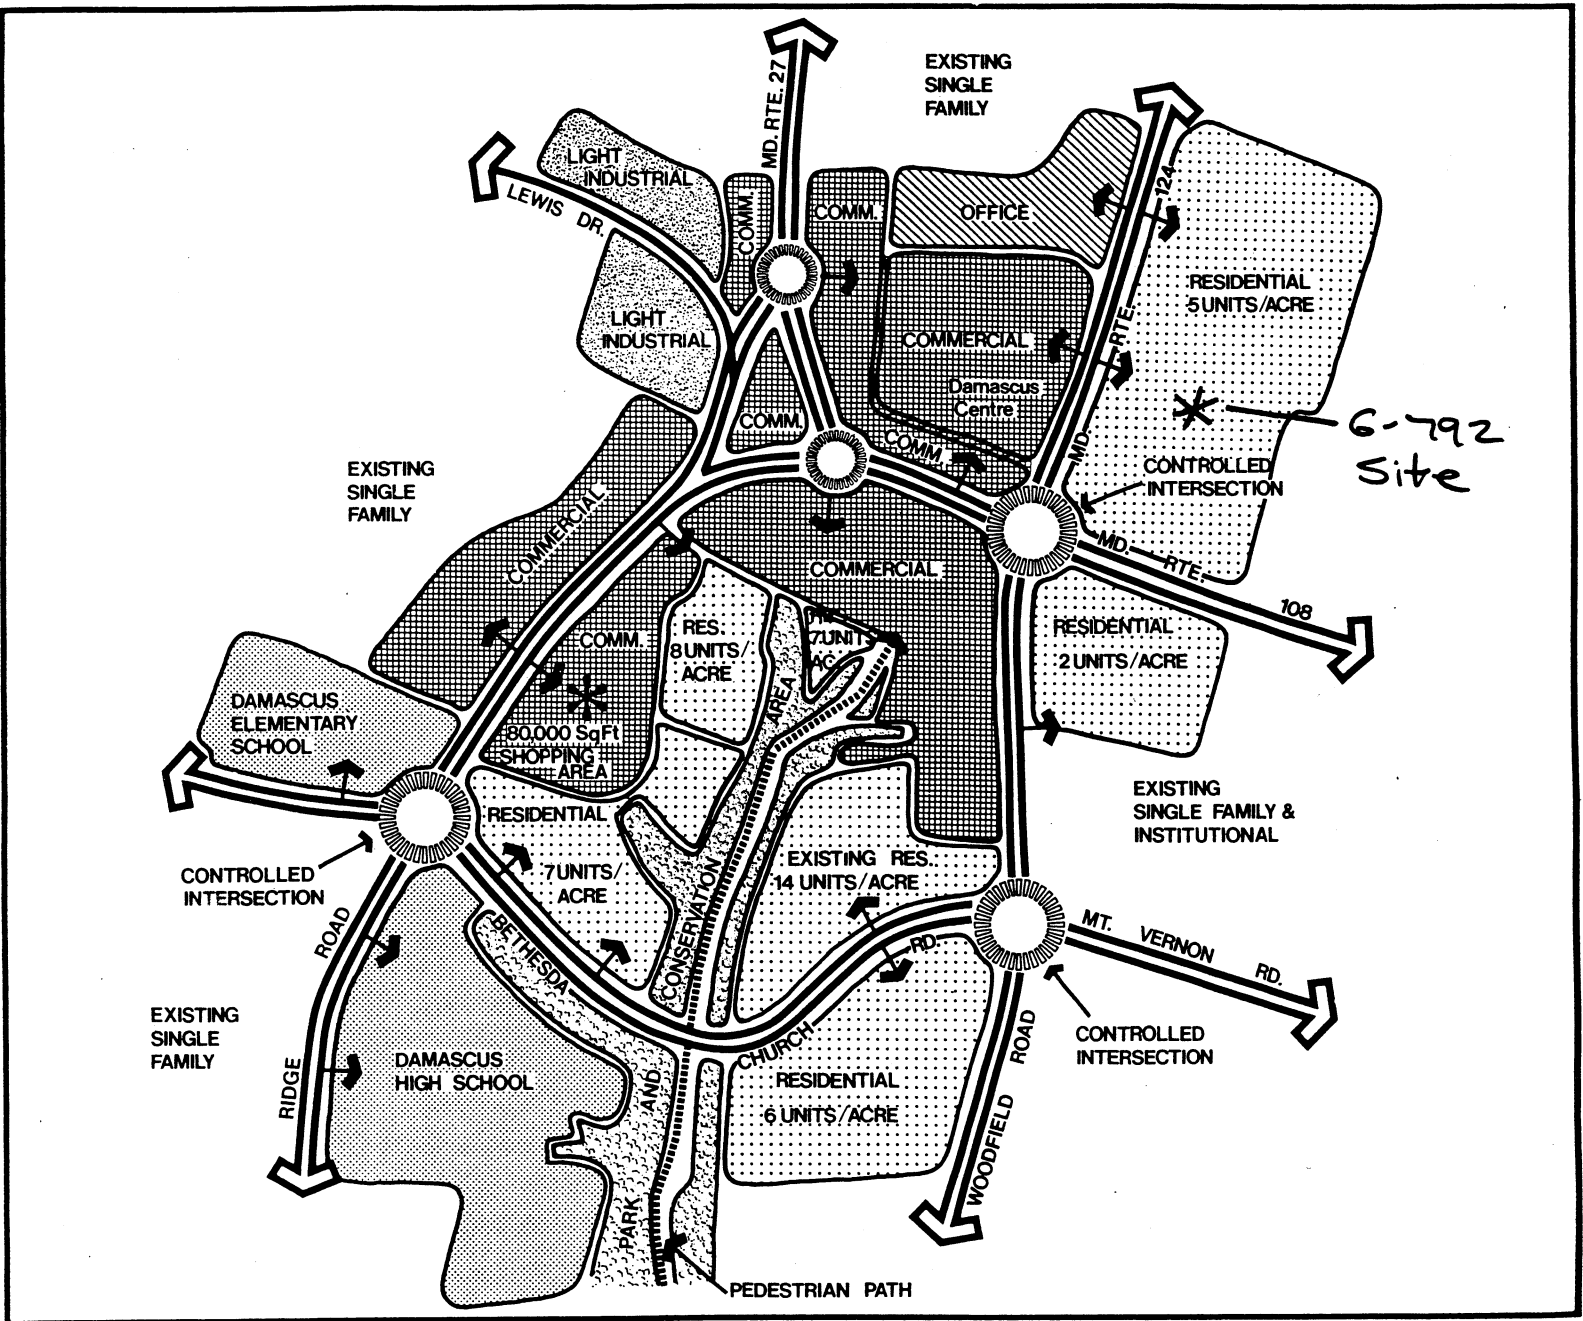 EXISTING
SINGLE
FAMILY
MD. RTE. 27
LIGHT
INDUSTRIAL
LEWIS DR.
COMM.
COMM.
OFFICE
MD. RTE. 124
RESIDENTIAL
5 UNITS/ACRE
LIGHT
INDUSTRIAL
COMMERCIAL
Damascus
Centre
COMM.
COMM.
G-792
Site
CONTROLLED
INTERSECTION
EXISTING
SINGLE
FAMILY
COMMERCIAL
MD. RTE. 108
COMMERCIAL
RES.
8 UNITS/
ACRE
7 UNITS
AC.
COMM.
RESIDENTIAL
2 UNITS/ACRE
DAMASCUS
ELEMENTARY
SCHOOL
80,000 SqFt
SHOPPING
AREA
EXISTING
SINGLE FAMILY &
INSTITUTIONAL
RESIDENTIAL
7 UNITS/
ACRE
EXISTING RES.
14 UNITS/ACRE
CONTROLLED
INTERSECTION
BETHESDA CHURCH RD.
MT. VERNON RD.
RIDGE ROAD
PARK AND CONSERVATION AREA
EXISTING
SINGLE
FAMILY
DAMASCUS
HIGH SCHOOL
CONTROLLED
INTERSECTION
RESIDENTIAL
6 UNITS/ACRE
WOODFIELD ROAD
PEDESTRIAN PATH